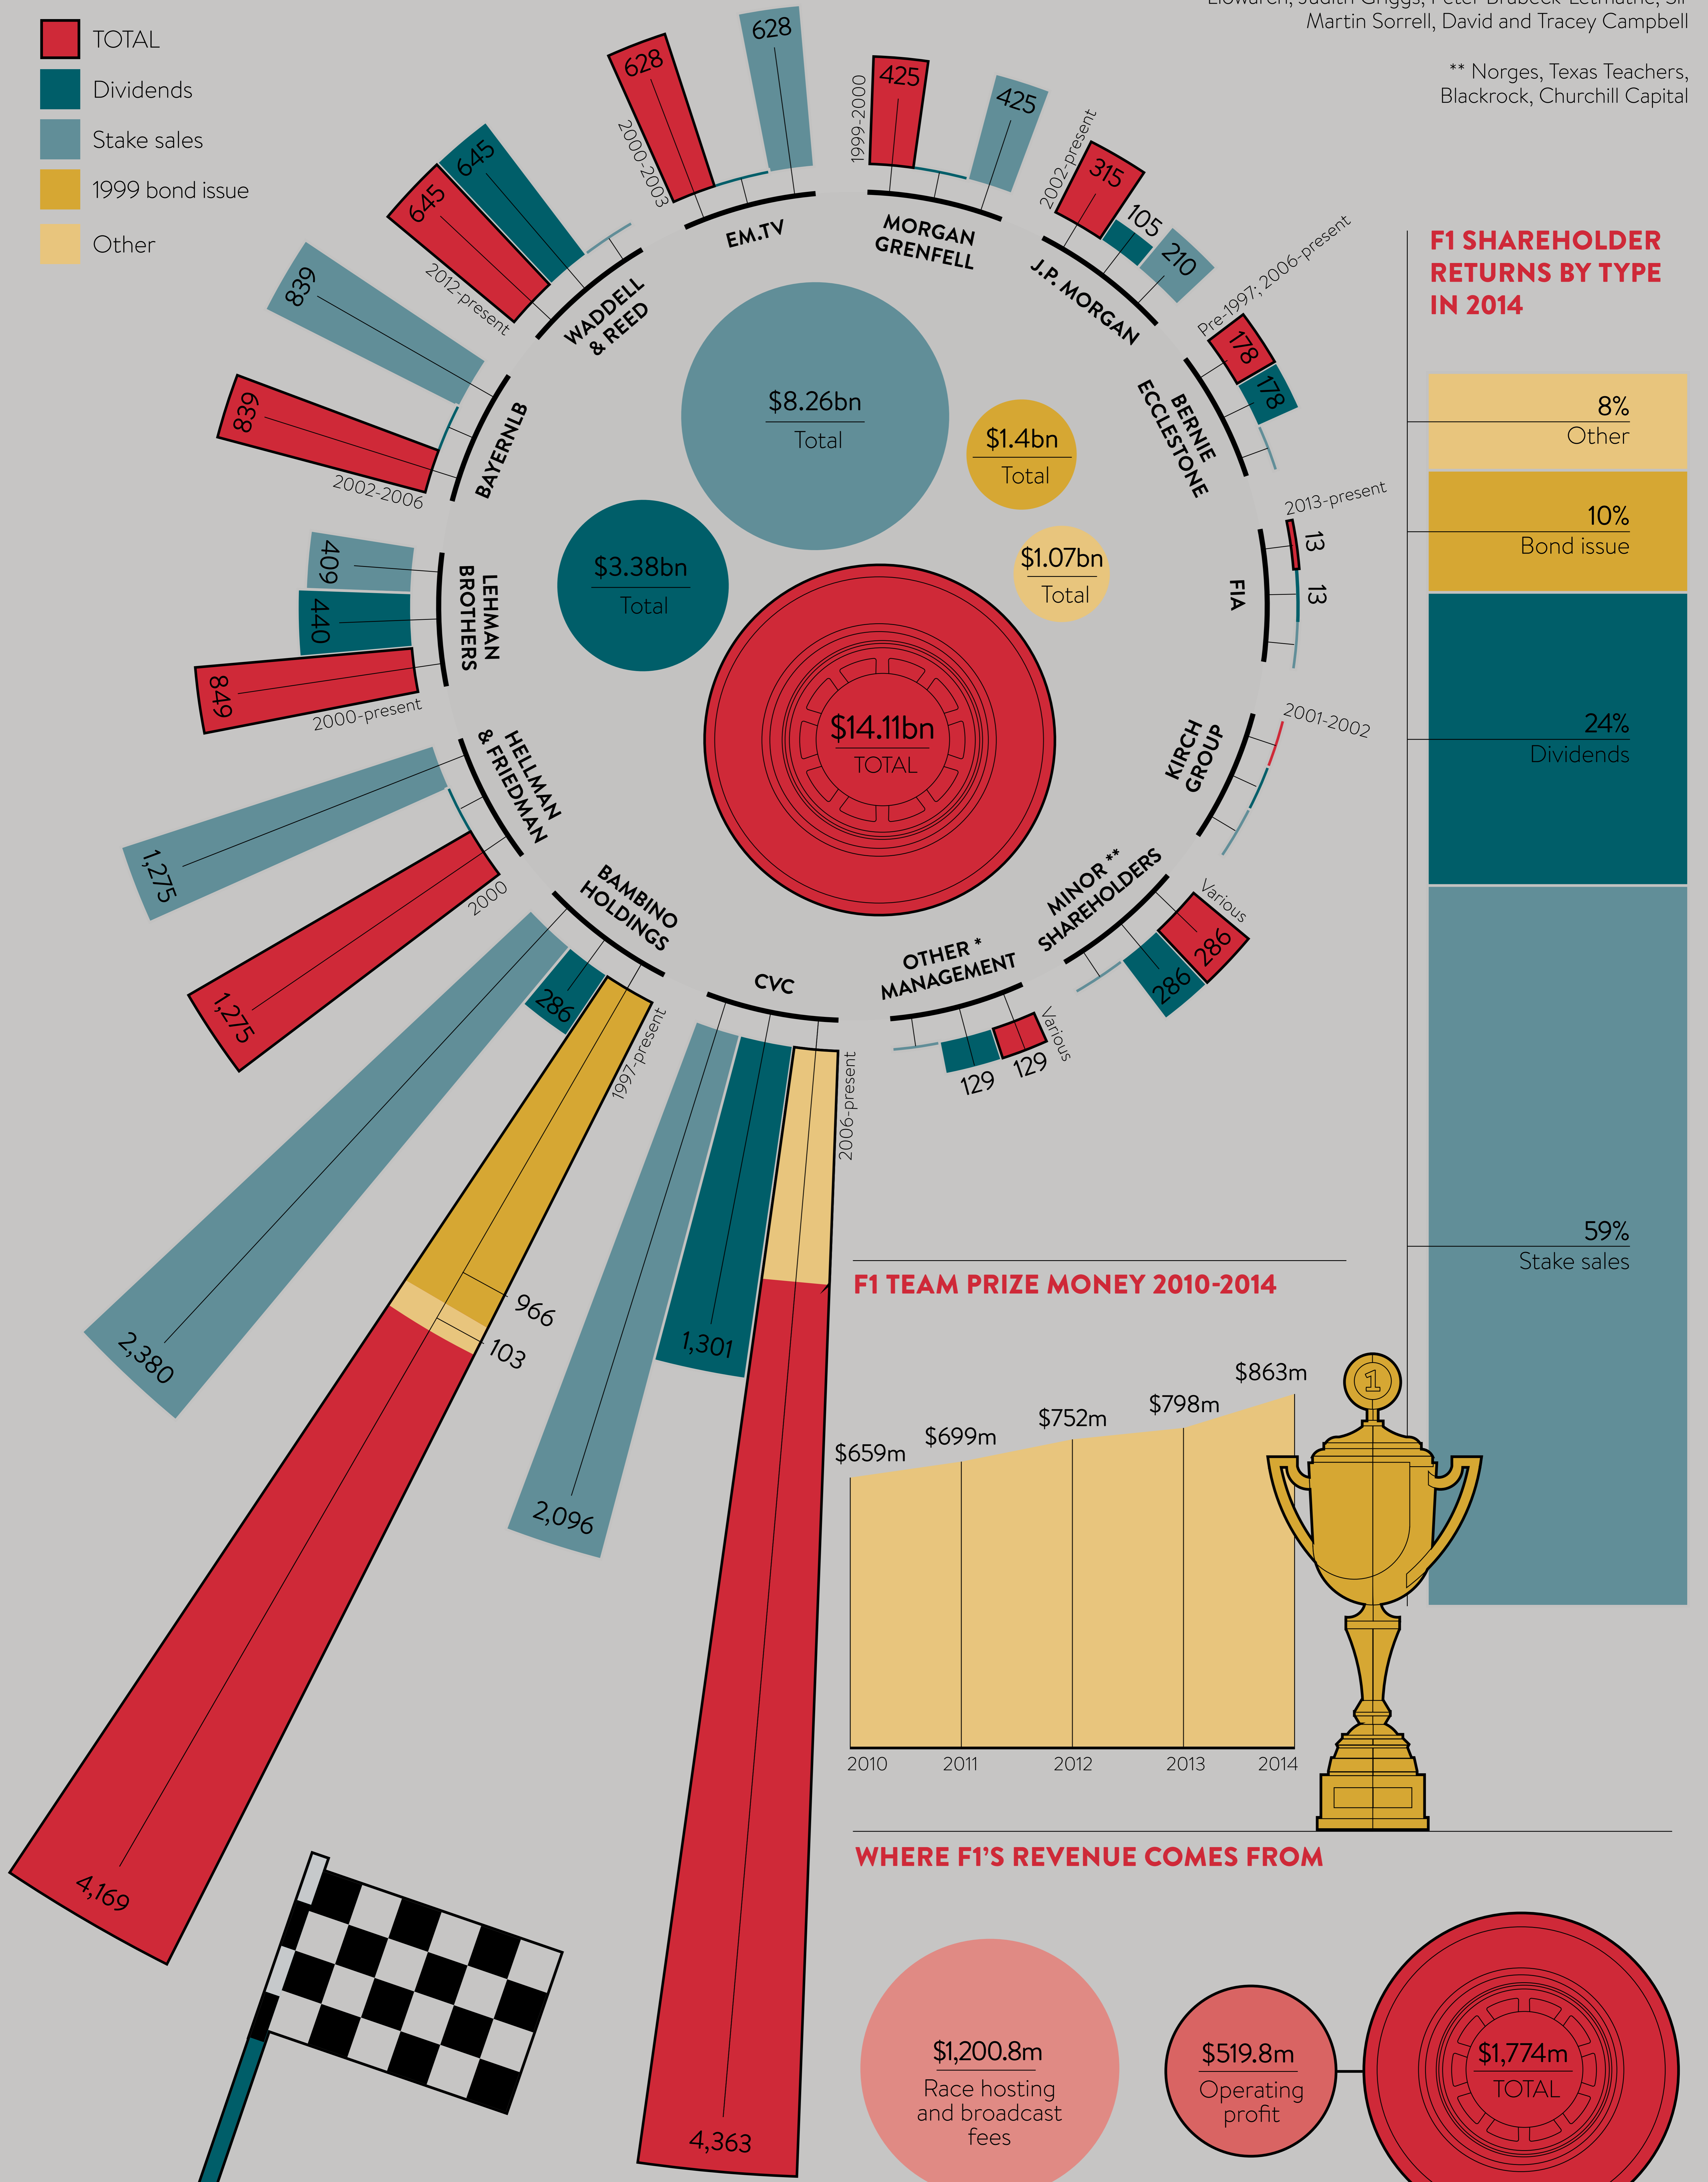 Martin Sorrell, David and Tracey Campbell
** Norges, Texas Teachers,
Blackrock, Churchill Capital
TOTAL
Dividends
Stake sales
1999 bond issue
Other
628
628
2000-2003
EM.TV
425
425
1999-2000
MORGAN
GRENFELL
315
105
210
2002-present
J.P. MORGAN
178
178
Pre-1997; 2006-present
BERNIE
ECCLESTONE
13
13
2013-present
FIA
2001-2002
KIRCH
GROUP
286
286
Various
MINOR **
SHAREHOLDERS
129
129
Various
OTHER *
MANAGEMENT
CVC
2006-present
1,301
2,096
4,363
BAMBINO
HOLDINGS
1997-present
286
966
103
2,380
4,169
HELLMAN
& FRIEDMAN
2000
1,275
1,275
LEHMAN
BROTHERS
409
440
849
2000-present
BAYERNLB
839
839
2002-2006
WADDELL
& REED
645
645
2012-present
$8.26bn
Total
$1.4bn
Total
$3.38bn
Total
$1.07bn
Total
$14.11bn
TOTAL
F1 SHAREHOLDER
RETURNS BY TYPE
IN 2014
8%
Other
10%
Bond issue
24%
Dividends
59%
Stake sales
F1 TEAM PRIZE MONEY 2010-2014
$659m
$699m
$752m
$798m
$863m
2010
2011
2012
2013
2014
1
WHERE F1'S REVENUE COMES FROM
$1,200.8m
Race hosting
and broadcast
fees
$519.8m
Operating
profit
$1,774m
TOTAL